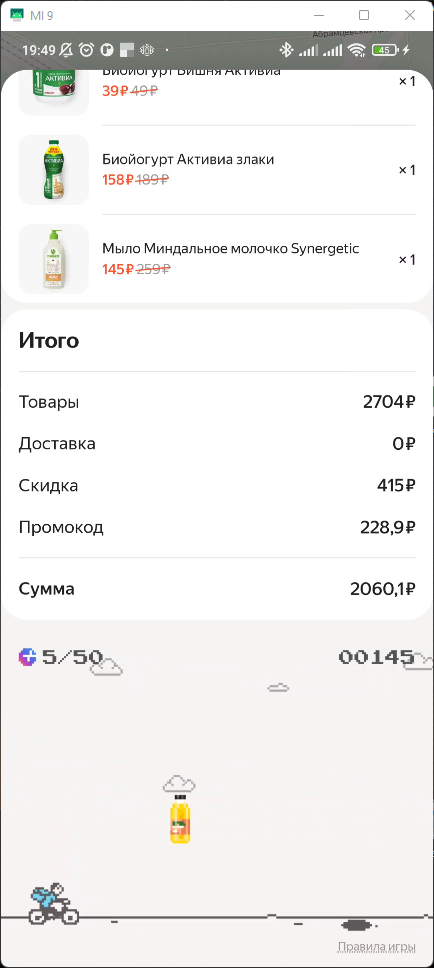 MI 9
19:49
45
Абрамцевская
Биойогурт Вишня Активиа
39₽ 49₽
×1
Биойогурт Активиа злаки
158₽ 189₽
×1
Мыло Миндальное молочко Synergetic
145₽ 259₽
×1
Итого
Товары 2704₽
Доставка 0₽
Скидка 415₽
Промокод 228,9₽
Сумма 2060,1₽
5/50 00145
Правила игры